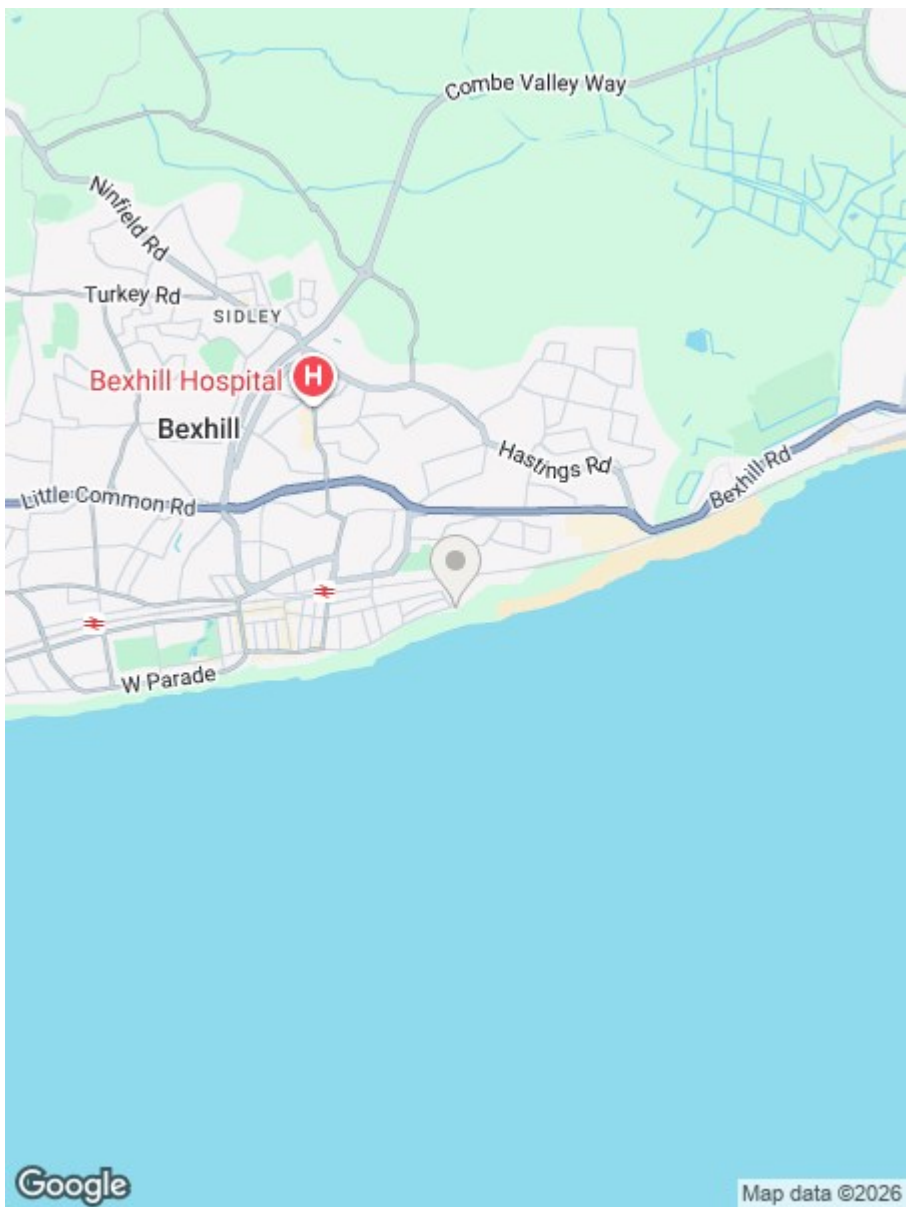 Combe Valley Way
Ninfield Rd
Turkey Rd
SIDLEY
Bexhill Hospital
H
Bexhill
Hastings Rd
Bexhill Rd
Little Common Rd
W Parade
Google
Map data ©2026